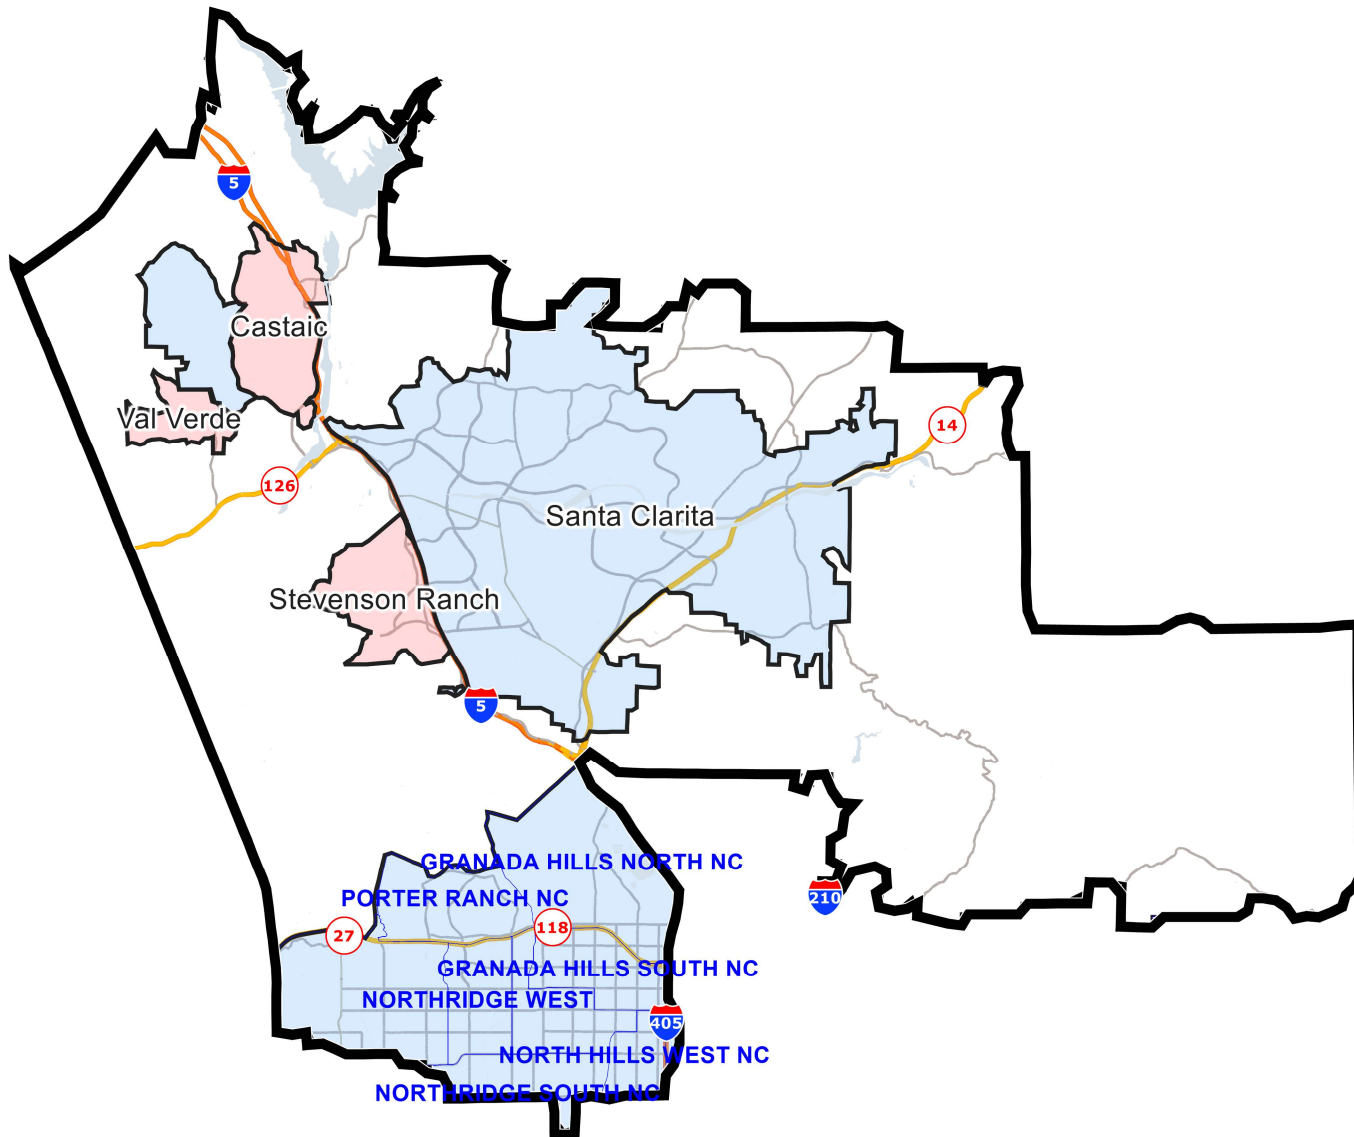 5
Castaic
Val Verde
14
126
Santa Clarita
Stevenson Ranch
5
GRANADA HILLS NORTH NC
210
PORTER RANCH NC
118
27
GRANADA HILLS SOUTH NC
NORTHRIDGE WEST
405
NORTH HILLS WEST NC
NORTHRIDGE SOUTH NC